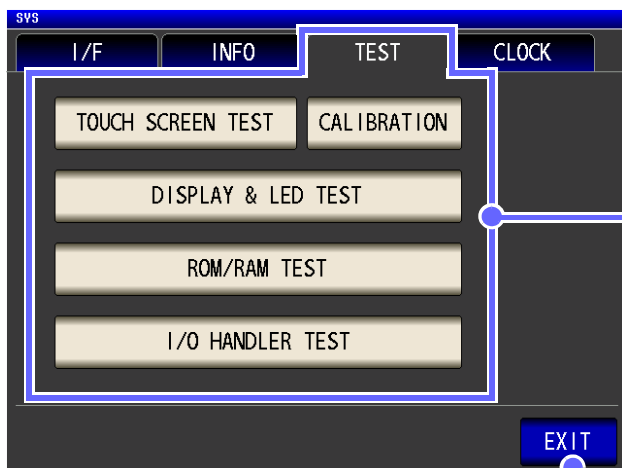 SYS
I/F INFO TEST CLOCK
TOUCH SCREEN TEST CALIBRATION
DISPLAY & LED TEST
ROM/RAM TEST
I/O HANDLER TEST
EXIT